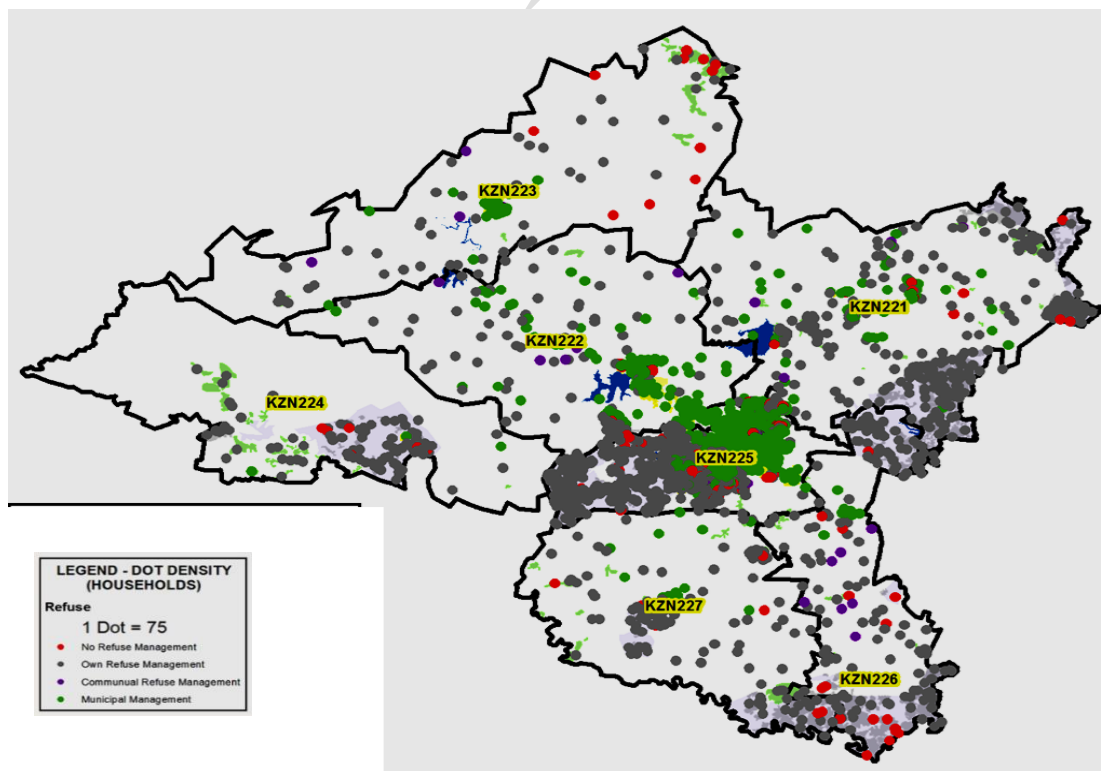 KZN223
KZN221
KZN222
KZN224
KZN225
KZN227
KZN226
LEGEND - DOT DENSITY
(HOUSEHOLDS)
Refuse
1 Dot = 75
No Refuse Management
Own Refuse Management
Communual Refuse Management
Municipal Management